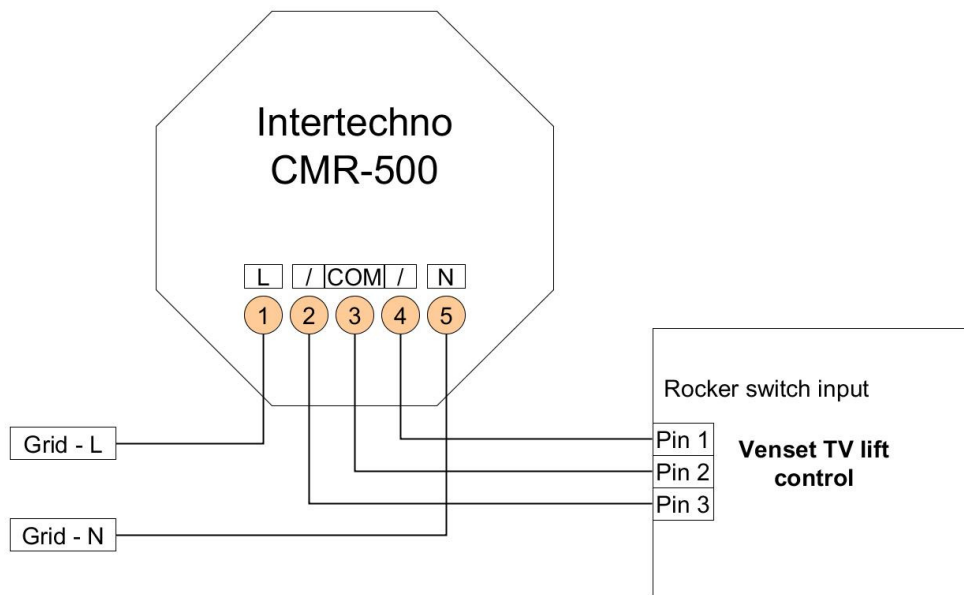 Intertechno
CMR-500
L / COM / N
1 2 3 4 5
Rocker switch input
Grid - L
Pin 1
Venset TV lift
control
Pin 2
Pin 3
Grid - N